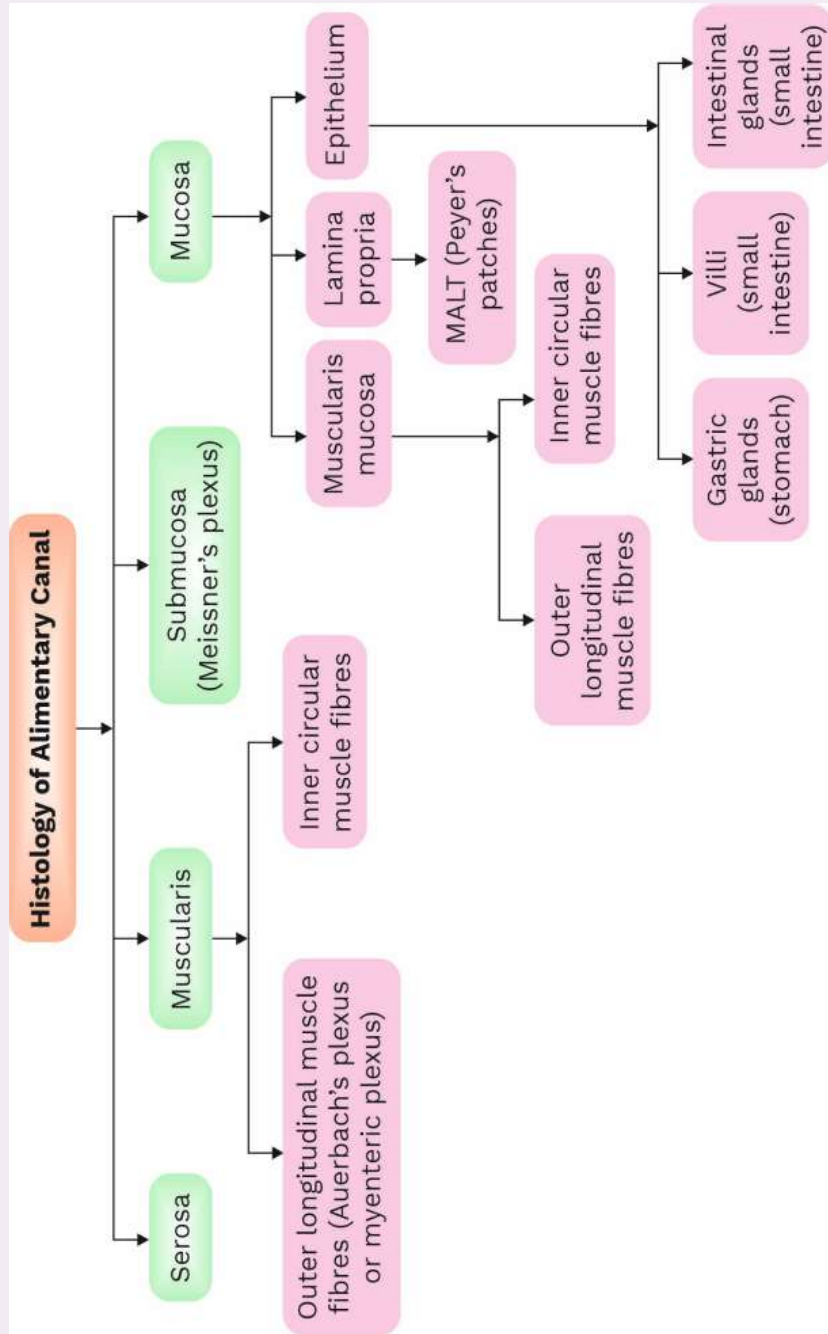 Histology of Alimentary Canal
Serosa
Muscularis
Submucosa
(Meissner's plexus)
Mucosa
Outer longitudinal muscle
fibres (Auerbach's plexus
or myenteric plexus)
Inner circular
muscle fibres
Muscularis
mucosa
Lamina
propria
Epithelium
MALT (Peyer's
patches)
Outer
longitudinal
muscle fibres
Inner circular
muscle fibres
Gastric
glands
(stomach)
Villi
(small
intestine)
Intestinal
glands
(small
intestine)